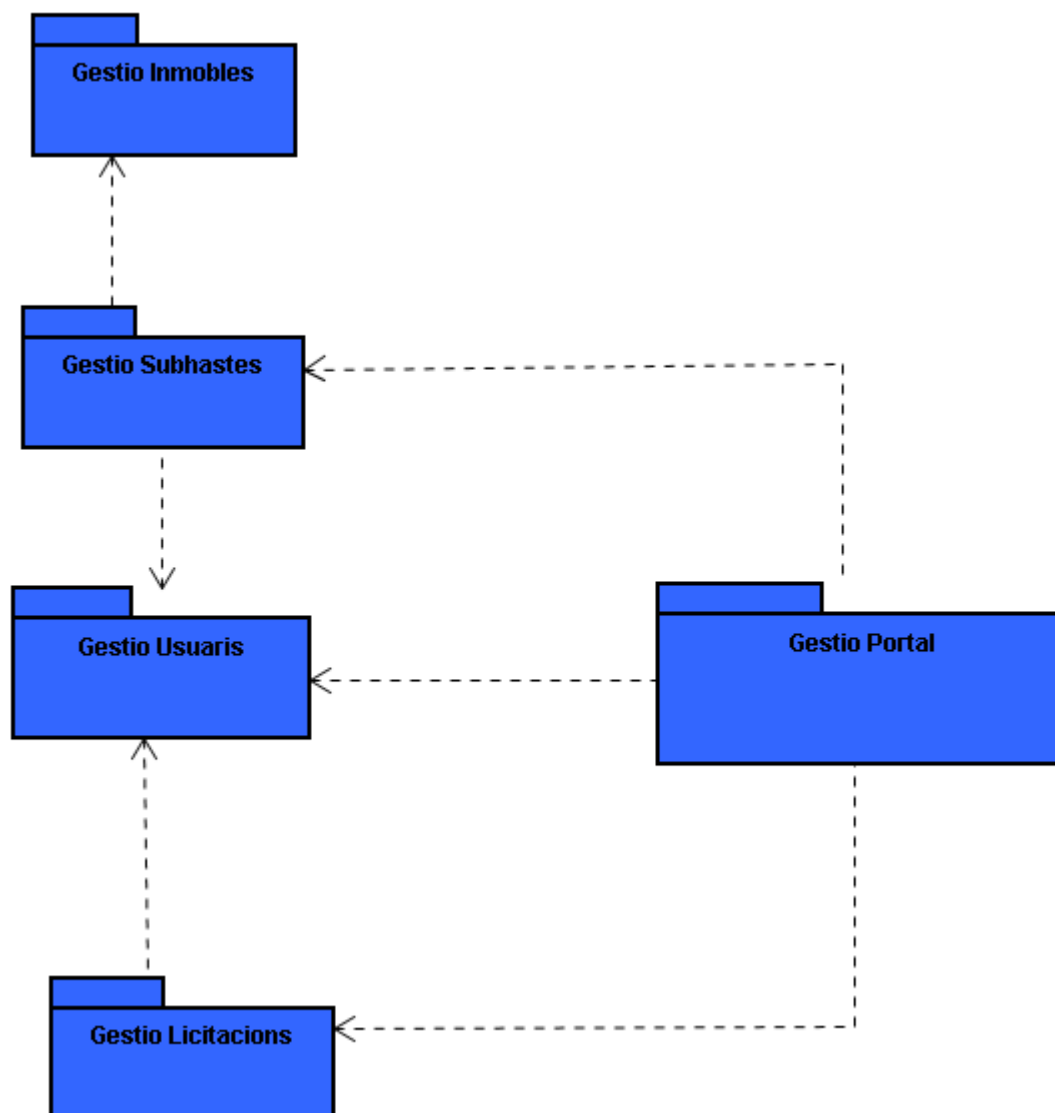 Gestio Inmobles
Gestio Subhastes
Gestio Usuaris
Gestio Portal
Gestio Licitacions